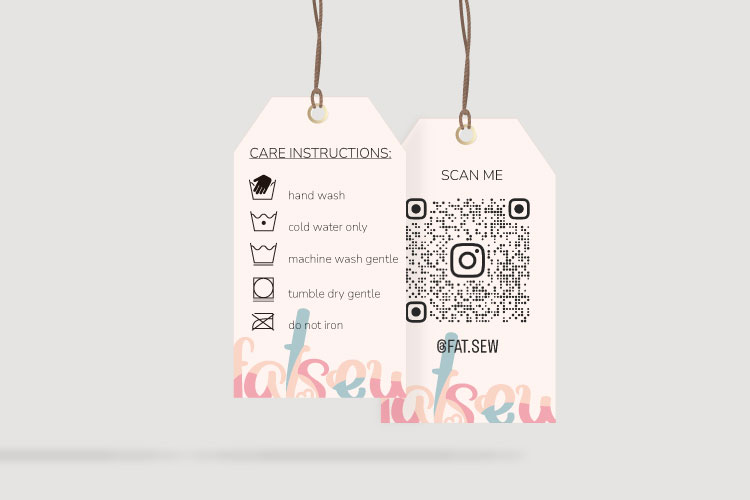 CARE INSTRUCTIONS:
hand wash
cold water only
machine wash gentle
tumble dry gentle
do not iron
fatsew
SCAN ME
@FAT.SEW
fatsew